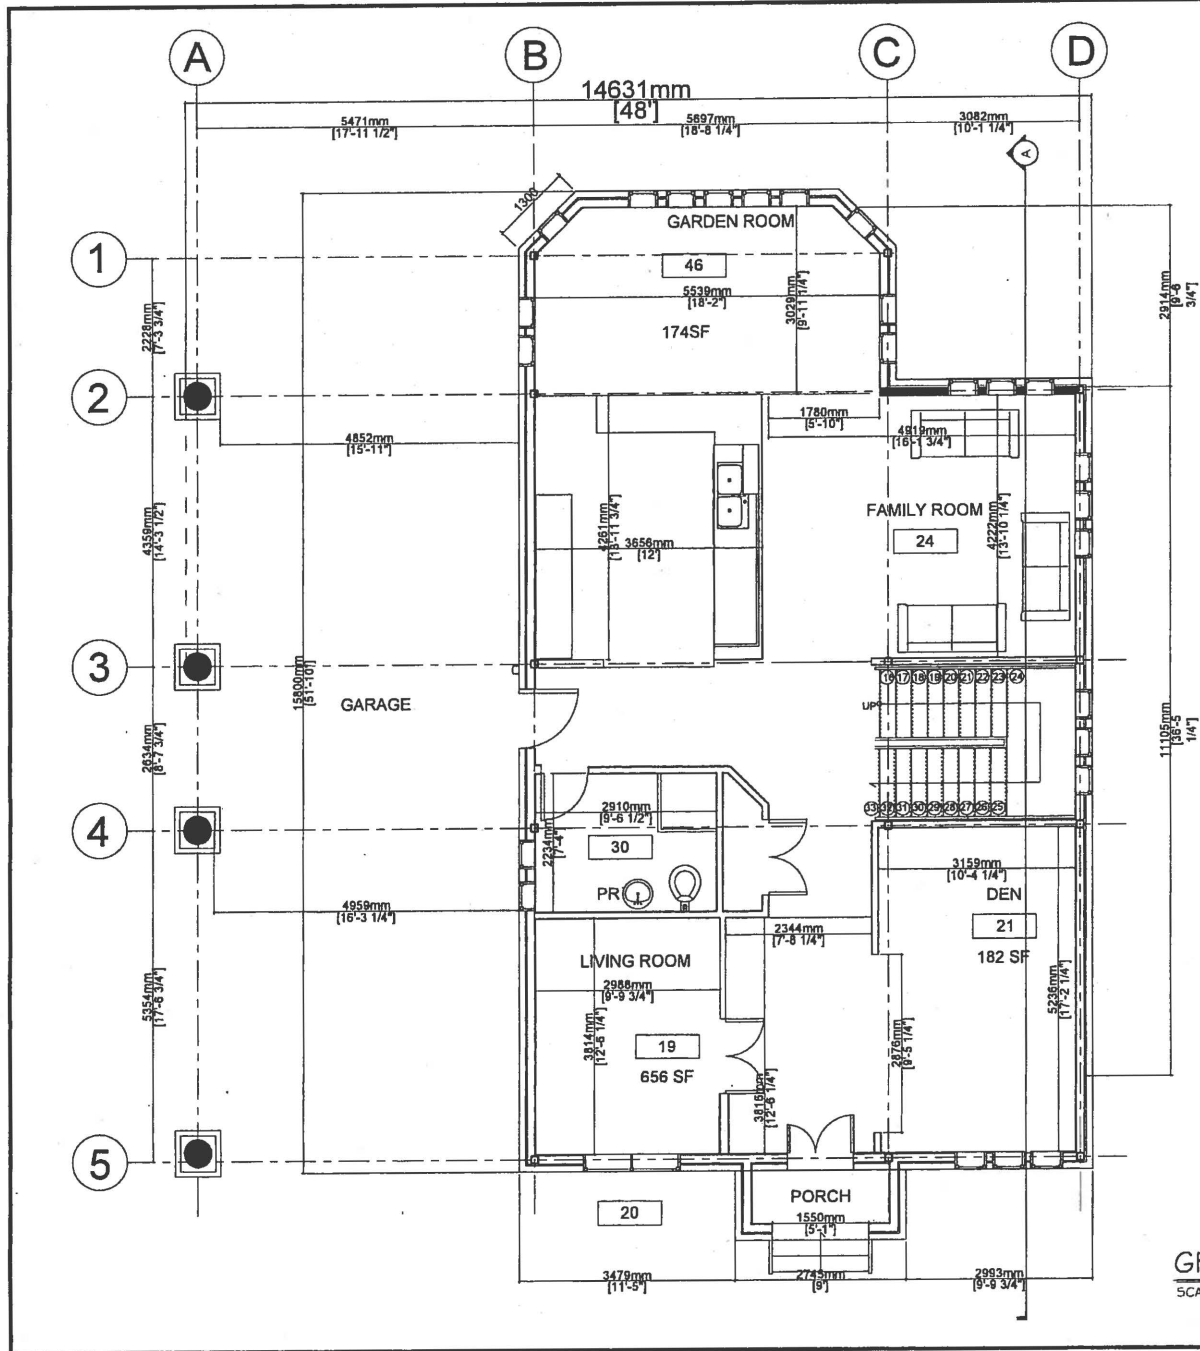 A
B
C
D
14631mm
[48']
5471mm
[17'-11 1/2"]
5697mm
[18'-8 1/4"]
3082mm
[10'-1 1/4"]
A
1300
GARDEN ROOM
1
46
5539mm
[18'-2"]
3029mm
[9'-11 1/4"]
2914mm
[9'-6
3/4"]
2228mm
[7'-3 3/4"]
174SF
2
1780mm
[5'-10"]
4919mm
[16'-1 3/4"]
4852mm
[15'-11"]
4359mm
[14'-3 1/2"]
4261mm
[13'-11 3/4"]
3656mm
[12']
FAMILY ROOM
24
4222mm
[13'-10 1/4"]
3
15800mm
[51'-10"]
GARAGE
16 17 18 19 20 21 22 23 24
UP
11105mm
[36'-5
1/4"]
2634mm
[8'-7 3/4"]
33 32 31 30 29 28 27 26 25
4
2910mm
[9'-6 1/2"]
2234mm
[7'-4"
30
PR
3159mm
[10'-4 1/4"]
DEN
21
182 SF
4959mm
[16'-3 1/4"]
2344mm
[7'-8 1/4"]
LIVING ROOM
2988mm
[9'-9 3/4"]
5354mm
[17'-6 3/4"]
3814mm
[12'-6 1/4"]
19
656 SF
3816mm
[12'-6 1/4"]
2876mm
[9'-5 1/4"]
5236mm
[17'-2 1/4"]
5
PORCH
20
1550mm
[5'-1"]
3479mm
[11'-5"]
2745mm
[9']
2993mm
[9'-9 3/4"]